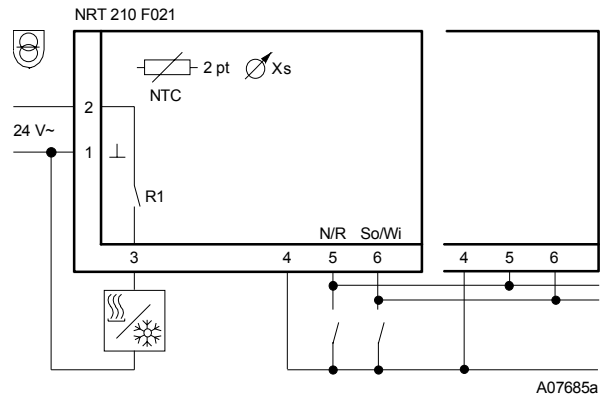 NRT 210 F021
2 pt
Xs
NTC
2
24 V~
1
R1
N/R So/Wi
3 4 5 6 4 5 6
A07685a